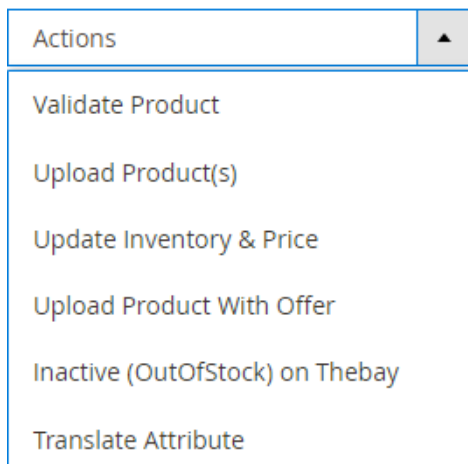 Actions
Validate Product
Upload Product(s)
Update Inventory & Price
Upload Product With Offer
Inactive (OutOfStock) on Thebay
Translate Attribute